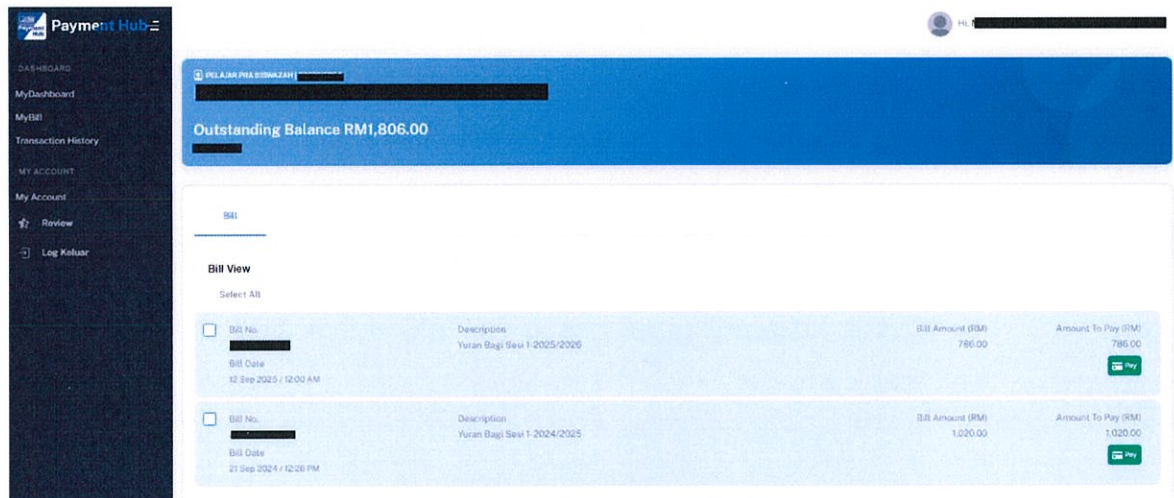 Payment Hub
DASHBOARD
MyDashboard
MyBill
Transaction History
MY ACCOUNT
My Account
Review
Log Keluar
Hi,
PELAJAR PRA SISWAZAH |
Outstanding Balance RM1,806.00
Bill
Bill View
Select All
Bill No.
Description
Bill Amount (RM)
Amount To Pay (RM)
Yuran Bagi Sesi 1-2025/2026
786.00
786.00
Bill Date
Pay
12 Sep 2025 / 12:00 AM
Bill No.
Description
Bill Amount (RM)
Amount To Pay (RM)
Yuran Bagi Sesi 1-2024/2025
1,020.00
1,020.00
Bill Date
Pay
21 Sep 2024 / 12:26 PM